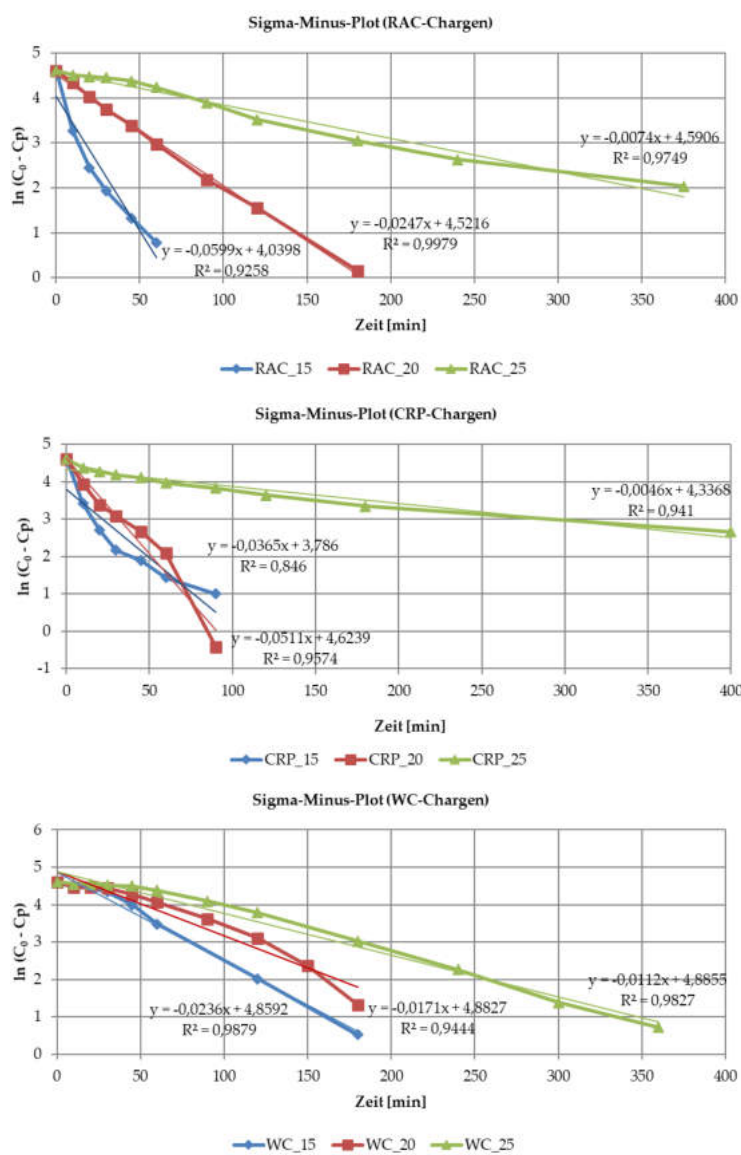 Sigma-Minus-Plot (RAC-Chargen)
ln (C₀ - Cp)
5
4
3
2
1
0
y = -0,0074x + 4,5906
R² = 0,9749
y = -0,0247x + 4,5216
R² = 0,9979
y = -0,0599x + 4,0398
R² = 0,9258
0 50 100 150 200 250 300 350 400
Zeit [min]
RAC_15 RAC_20 RAC_25
Sigma-Minus-Plot (CRP-Chargen)
ln (C₀ - Cp)
5
4
3
2
1
0
-1
y = -0,0046x + 4,3368
R² = 0,941
y = -0,0365x + 3,786
R² = 0,846
y = -0,0511x + 4,6239
R² = 0,9574
0 50 100 150 200 250 300 350 400
Zeit [min]
CRP_15 CRP_20 CRP_25
Sigma-Minus-Plot (WC-Chargen)
ln (C₀ - Cp)
6
5
4
3
2
1
0
y = -0,0112x + 4,8855
R² = 0,9827
y = -0,0236x + 4,8592
R² = 0,9879
y = -0,0171x + 4,8827
R² = 0,9444
0 50 100 150 200 250 300 350 400
Zeit [min]
WC_15 WC_20 WC_25